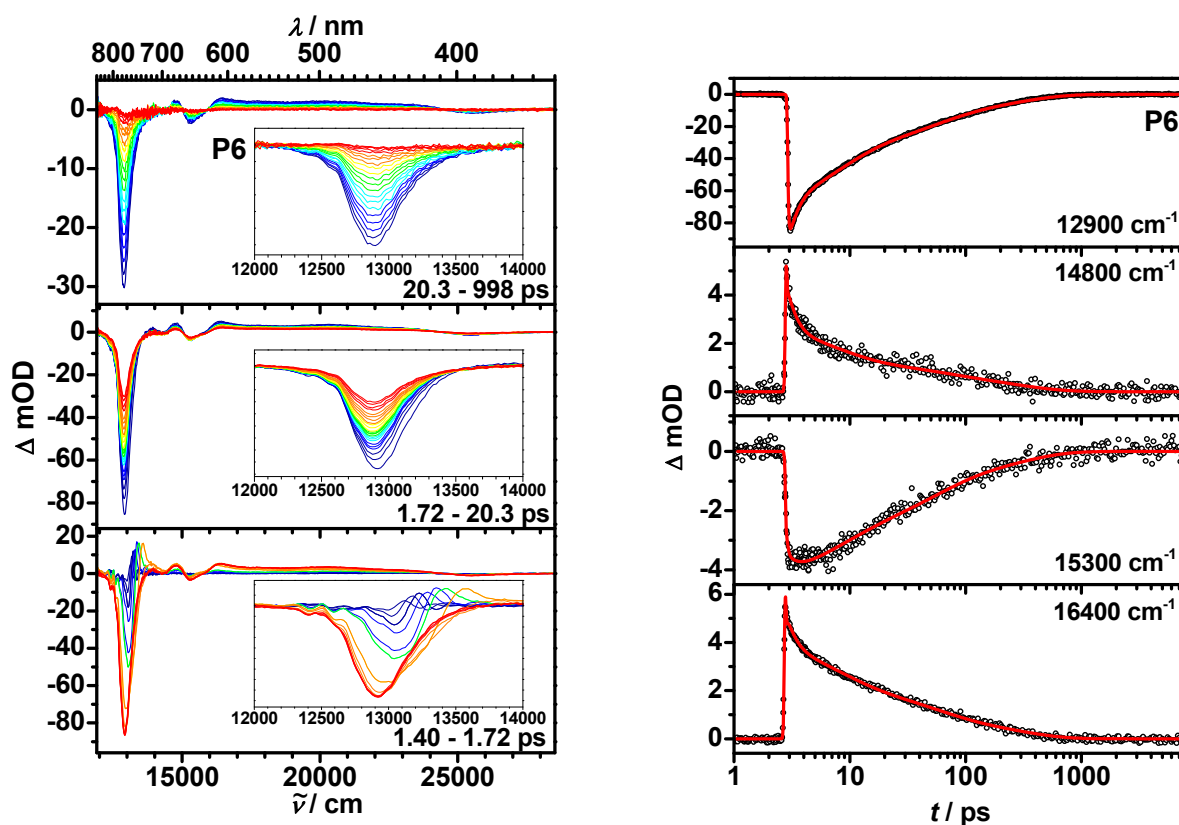 λ / nm
800 700 600 500 400
0
-10
-20
-30
P6
12000 12500 13000 13500 14000
20.3 - 998 ps
0
-20
-40
-60
-80
Δ mOD
12000 12500 13000 13500 14000
1.72 - 20.3 ps
20
0
-20
-40
-60
-80
12000 12500 13000 13500 14000
1.40 - 1.72 ps
15000 20000 25000
ν̃ / cm
0
-20
-40
-60
-80
P6
12900 cm⁻¹
4
2
0
14800 cm⁻¹
Δ mOD
0
-2
-4
15300 cm⁻¹
6
4
2
0
16400 cm⁻¹
1 10 100 1000
t / ps